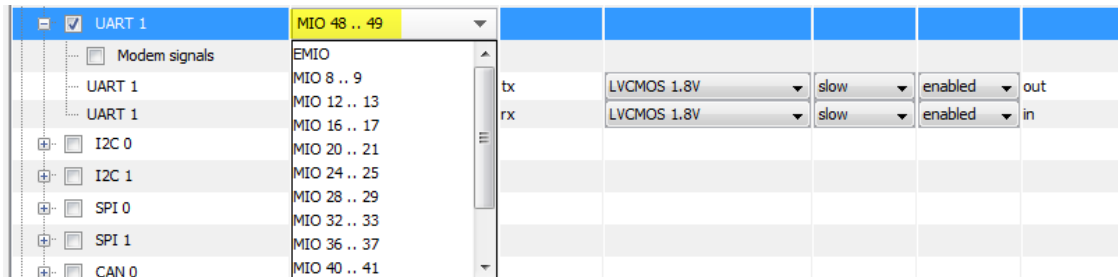 UART 1 MIO 48 .. 49
Modem signals EMIO
MIO 8 .. 9
UART 1 tx LVCMOS 1.8V slow enabled out
MIO 12 .. 13
UART 1 rx LVCMOS 1.8V slow enabled in
MIO 16 .. 17
I2C 0 MIO 20 .. 21
I2C 1 MIO 24 .. 25
MIO 28 .. 29
SPI 0 MIO 32 .. 33
SPI 1 MIO 36 .. 37
CAN 0 MIO 40 .. 41